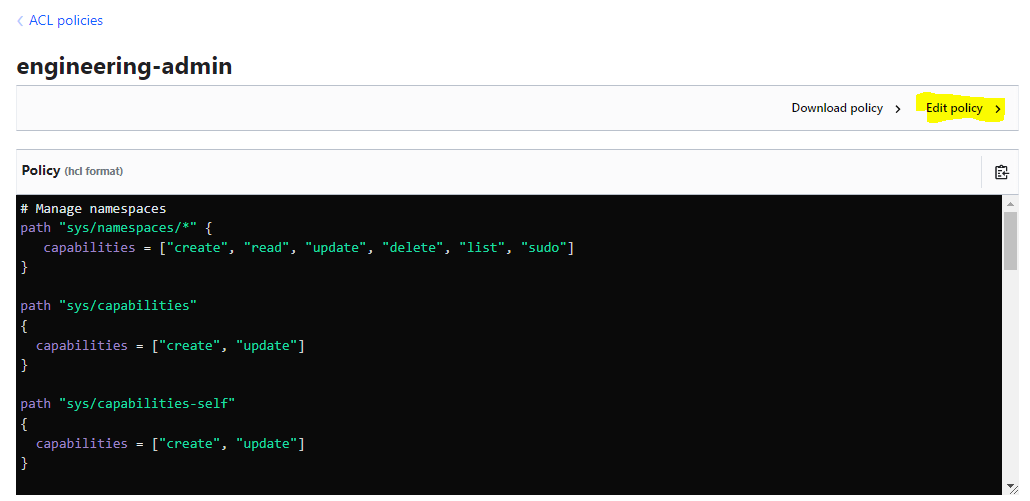 ACL policies
engineering-admin
Download policy
Edit policy
Policy (hcl format)
# Manage namespaces
path "sys/namespaces/*" {
   capabilities = ["create", "read", "update", "delete", "list", "sudo"]
}
path "sys/capabilities"
{
  capabilities = ["create", "update"]
}
path "sys/capabilities-self"
{
  capabilities = ["create", "update"]
}